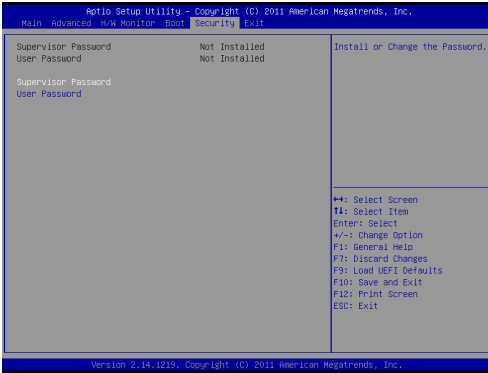 Aptio Setup Utility – Copyright (C) 2011 American Megatrends, Inc.
Main Advanced H/W Monitor Boot Security Exit
Supervisor Password Not Installed
User Password Not Installed
Supervisor Password
User Password
Install or Change the Password.
↔: Select Screen
↑↓: Select Item
Enter: Select
+/-: Change Option
F1: General Help
F7: Discard Changes
F9: Load UEFI Defaults
F10: Save and Exit
F12: Print Screen
ESC: Exit
Version 2.14.1219. Copyright (C) 2011 American Megatrends, Inc.